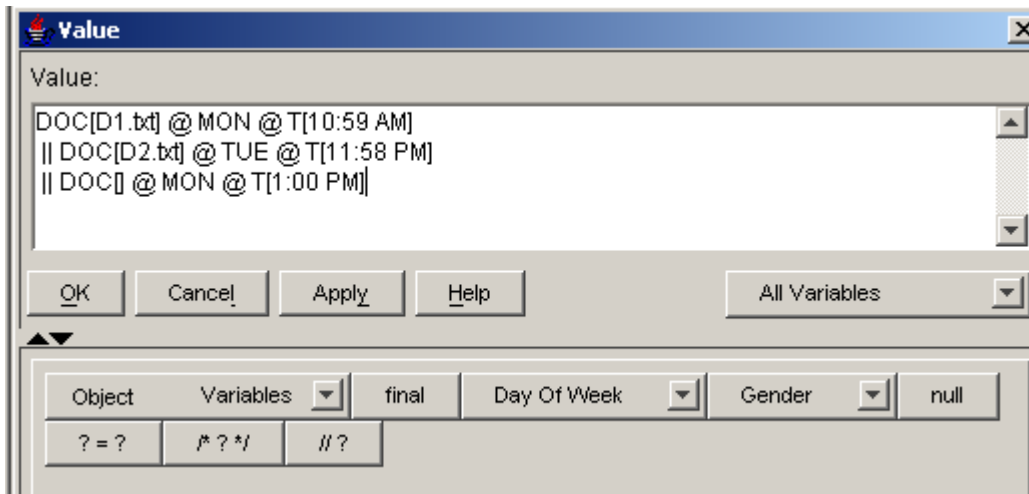 Value
Value:
DOC[D1.txt] @ MON @ T[10:59 AM]
|| DOC[D2.txt] @ TUE @ T[11:58 PM]
|| DOC[] @ MON @ T[1:00 PM]
OK Cancel Apply Help All Variables
Object Variables final Day Of Week Gender null
? = ? /* ? */ // ?